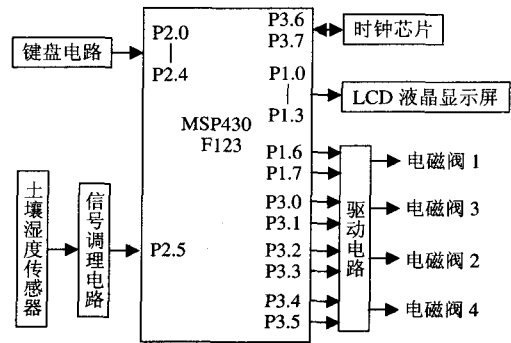 键盘电路
土壤湿度传感器
信号调理电路
P2.0
P2.4
P2.5
MSP430
F123
P3.6
P3.7
P1.0
P1.3
P1.6
P1.7
P3.0
P3.1
P3.2
P3.3
P3.4
P3.5
时钟芯片
LCD 液晶显示屏
驱动电路
电磁阀 1
电磁阀 3
电磁阀 2
电磁阀 4